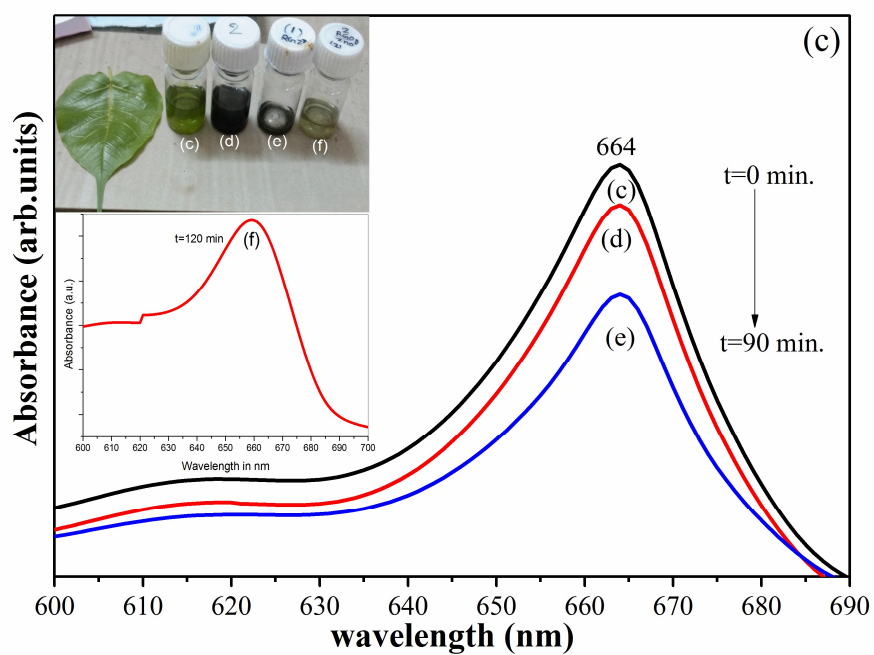 (c)
2
(1)
2
(c)
(d)
(e)
(f)
664
(c)
(d)
(e)
t=0 min.
t=90 min.
t=120 min
(f)
Absorbance (a.u.)
600 610 620 630 640 650 660 670 680 690 700
Wavelength in nm
Absorbance (arb.units)
600 610 620 630 640 650 660 670 680 690
wavelength (nm)